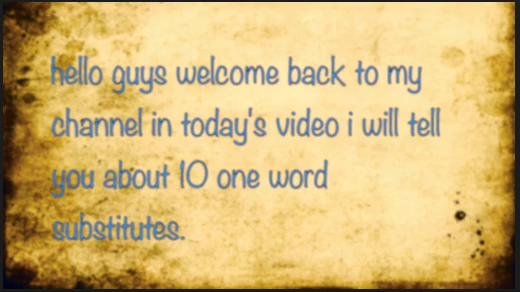 hello guys welcome back to my
channel in today's video i will tell
you about 10 one word
substitutes.